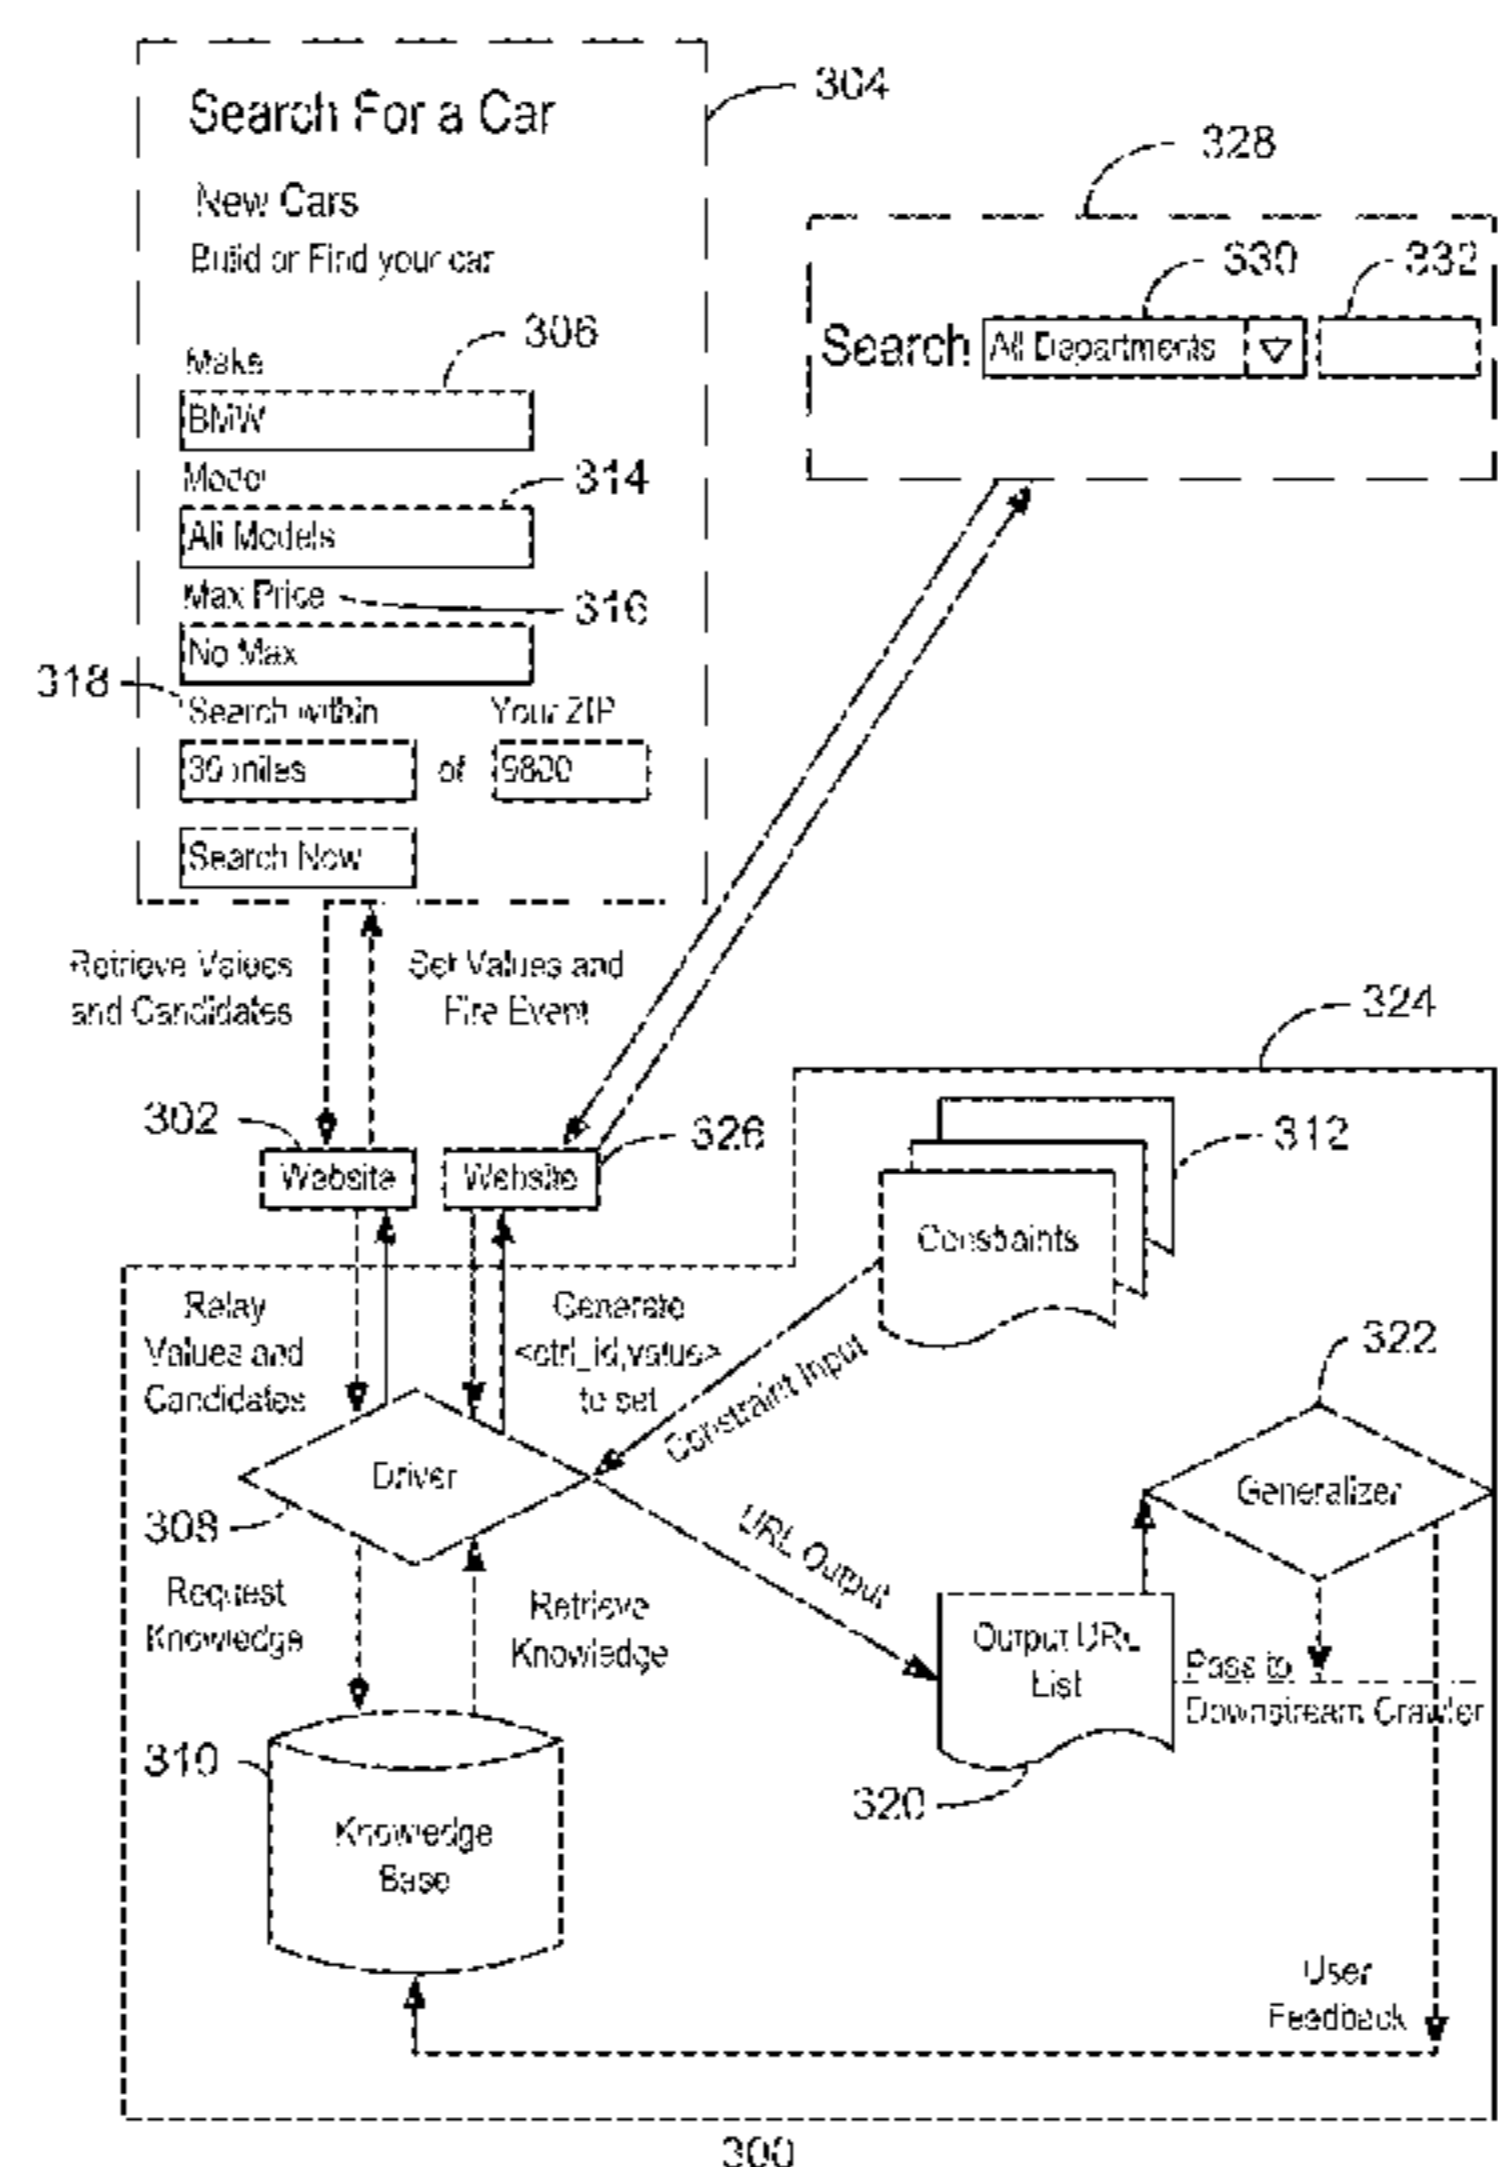 304
Search For a Car
328
New Cars
Build or Find your car
330
332
306
Search
All Departments
Make
BMW
Model
314
All Models
Max Price
316
No Max
318
Search within
Your ZIP
30 miles
of
9800
Search Now
Retrieve Values
and Candidates
Set Values and
Fire Event
324
302
326
312
Website
Website
Constraints
Relay
Values and
Candidates
Generate
<ctrl_id,value>
to set
322
Constraint Input
Driver
Generalizer
308
URL Output
Request
Knowledge
Retrieve
Knowledge
Output URL
List
Pass to
Downstream Crawler
310
320
Knowledge
Base
User
Feedback
300